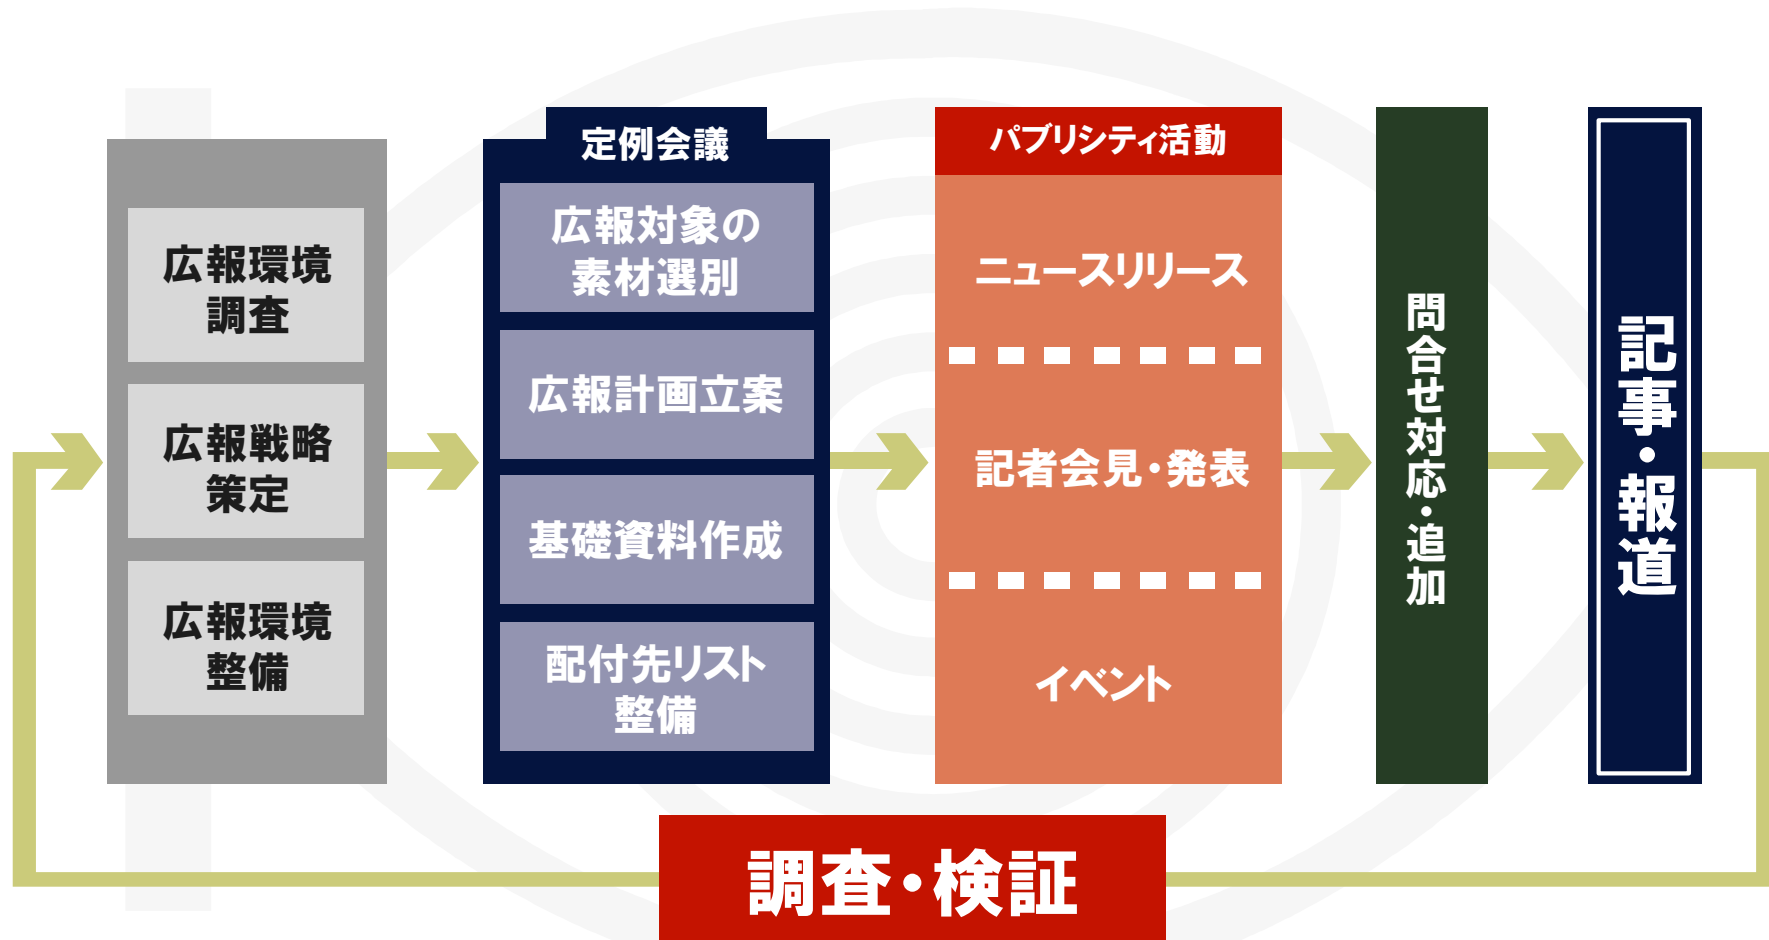 広報環境
調査
広報戦略
策定
広報環境
整備
定例会議
広報対象の
素材選別
広報計画立案
基礎資料作成
配付先リスト
整備
パブリシティ活動
ニュースリリース
記者会見・発表
イベント
問合せ対応・追加
記事・報道
調査・検証